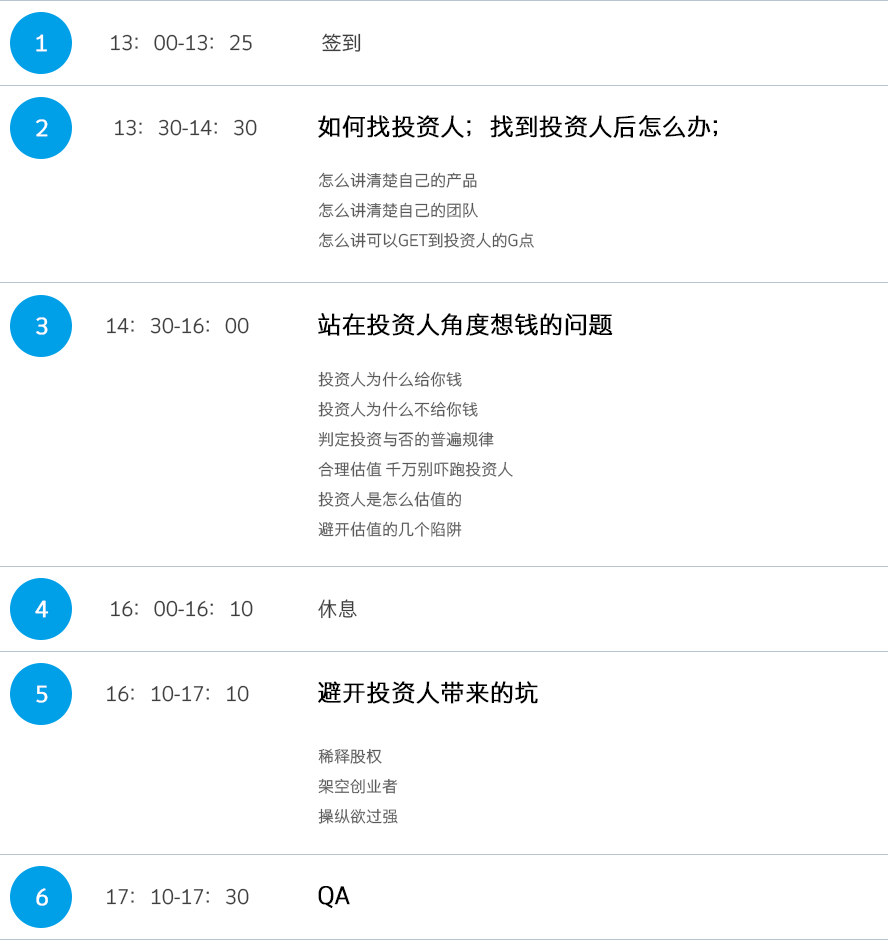 1 13：00-13：25 签到
2 13：30-14：30 如何找投资人；找到投资人后怎么办；
怎么讲清楚自己的产品
怎么讲清楚自己的团队
怎么讲可以GET到投资人的G点
3 14：30-16：00 站在投资人角度想钱的问题
投资人为什么给你钱
投资人为什么不给你钱
判定投资与否的普遍规律
合理估值 千万别吓跑投资人
投资人是怎么估值的
避开估值的几个陷阱
4 16：00-16：10 休息
5 16：10-17：10 避开投资人带来的坑
稀释股权
架空创业者
操纵欲过强
6 17：10-17：30 QA